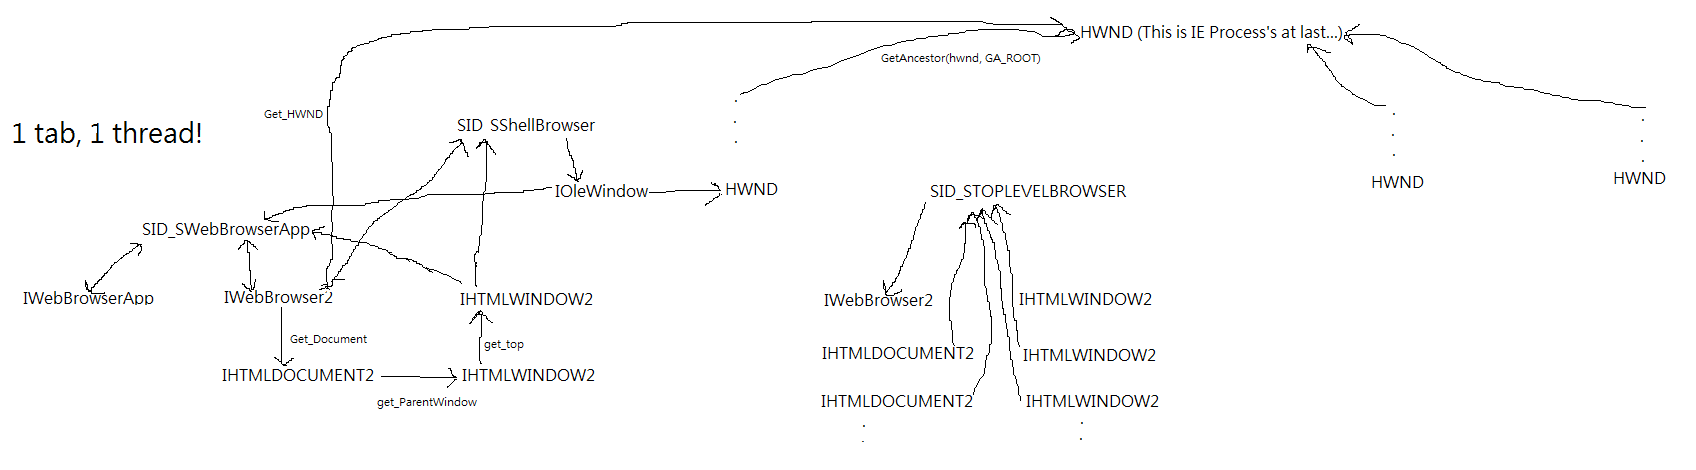 HWND (This is IE Process's at last...)
GetAncestor(hwnd, GA_ROOT)
Get_HWND
1 tab, 1 thread!
SID_SShellBrowser
IOleWindow
HWND
SID_STOPLEVELBROWSER
HWND
HWND
SID_SWebBrowserApp
IWebBrowserApp
IWebBrowser2
IHTMLWINDOW2
IWebBrowser2
IHTMLWINDOW2
Get_Document
get_top
IHTMLDOCUMENT2
IHTMLWINDOW2
IHTMLDOCUMENT2
IHTMLWINDOW2
get_ParentWindow
IHTMLDOCUMENT2
IHTMLWINDOW2